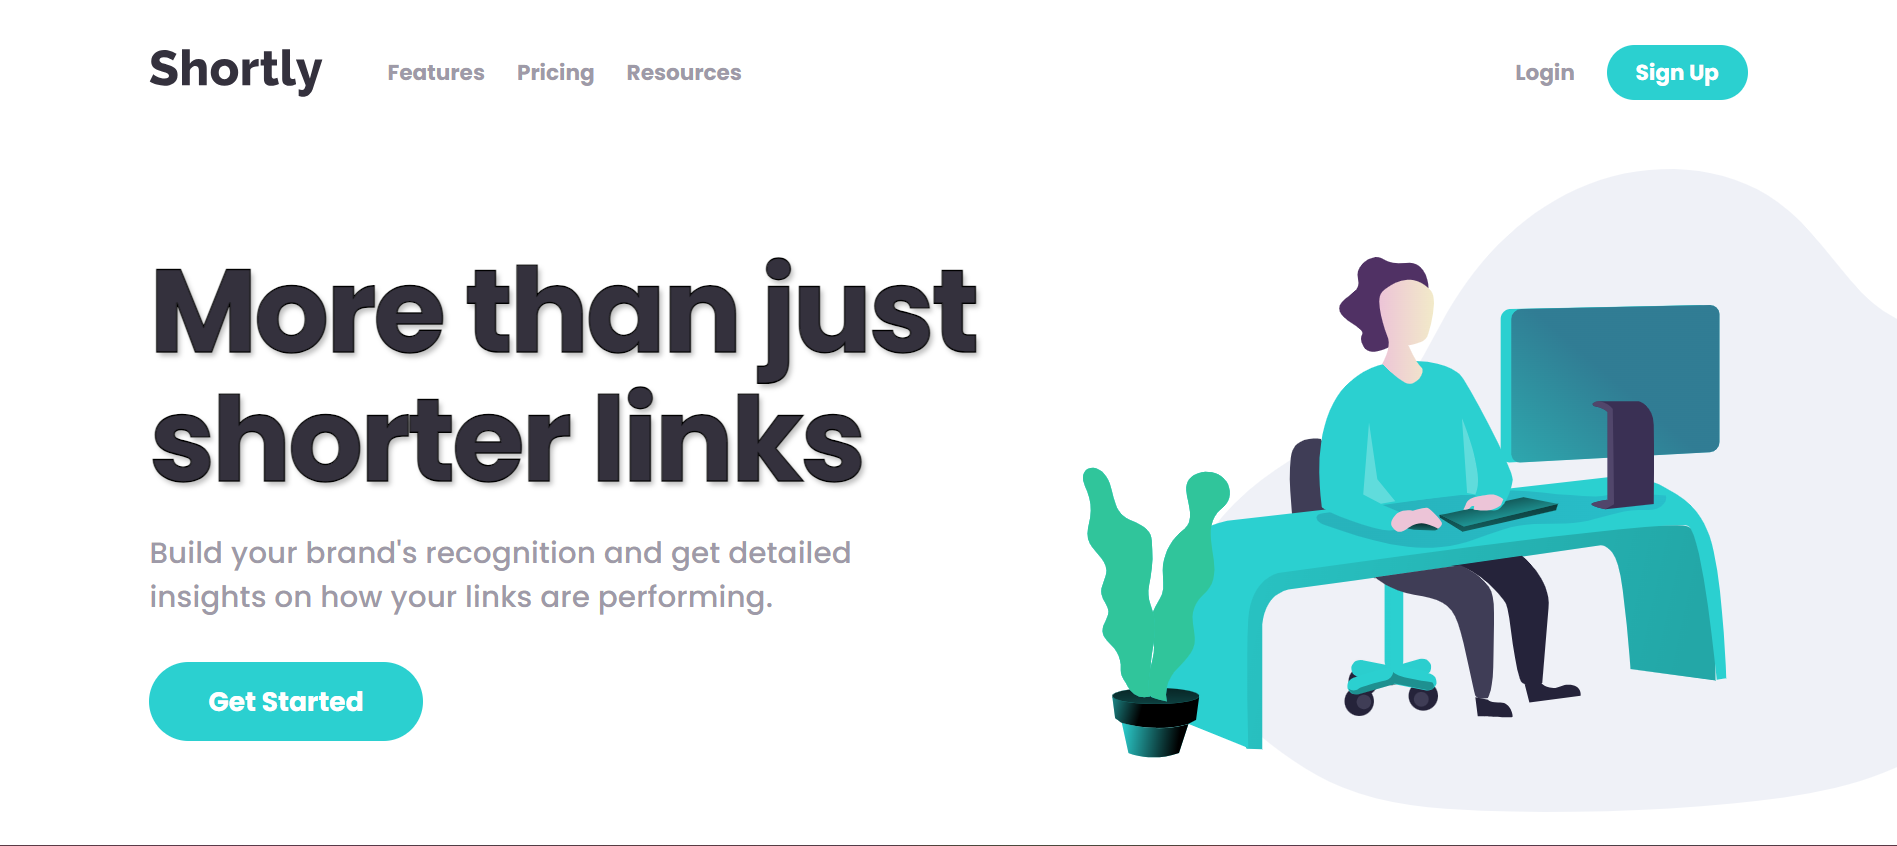 Shortly
Features Pricing Resources
Login Sign Up
More than just
shorter links
Build your brand's recognition and get detailed
insights on how your links are performing.
Get Started